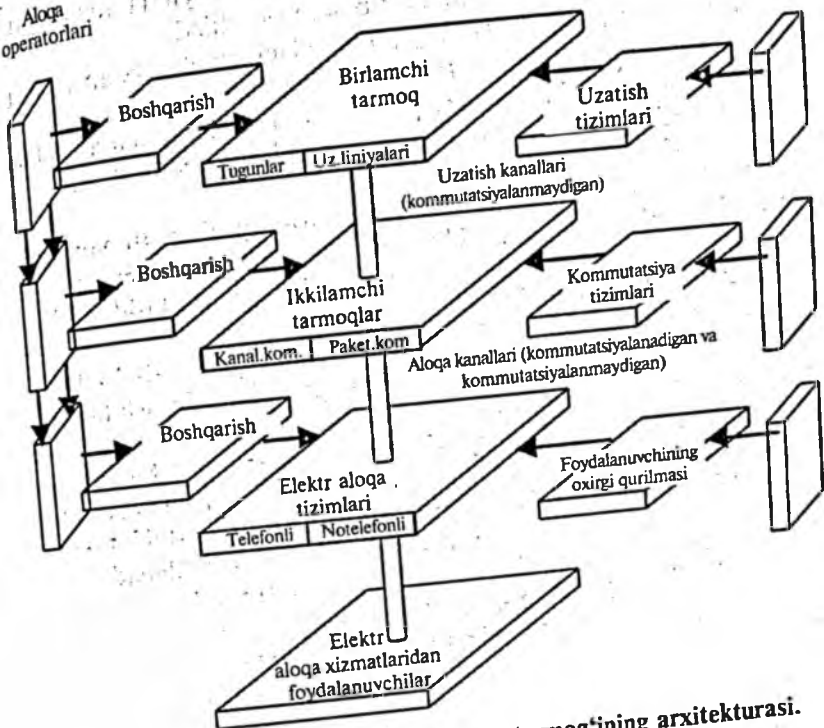 Aloqa
operatorlari
Boshqarish
Birlamchi
tarmoq
Uzatish
tizimlari
Tugunlar
Uz.liniyalari
Uzatish kanallari
(kommutatsiyalanmaydigan)
Boshqarish
Ikkilamchi
tarmoqlar
Kommutatsiya
tizimlari
Kanal.kom.
Paket.kom
Aloqa kanallari (kommutatsiyalanadigan va
kommutatsiyalanmaydigan)
Boshqarish
Elektr aloqa
tizimlari
Foydalanuvchining
oxirgi qurilmasi
Telefonli
Notelefonli
Elektr
aloqa xizmatlaridan
foydalanuvchilar
arxitekturasi.